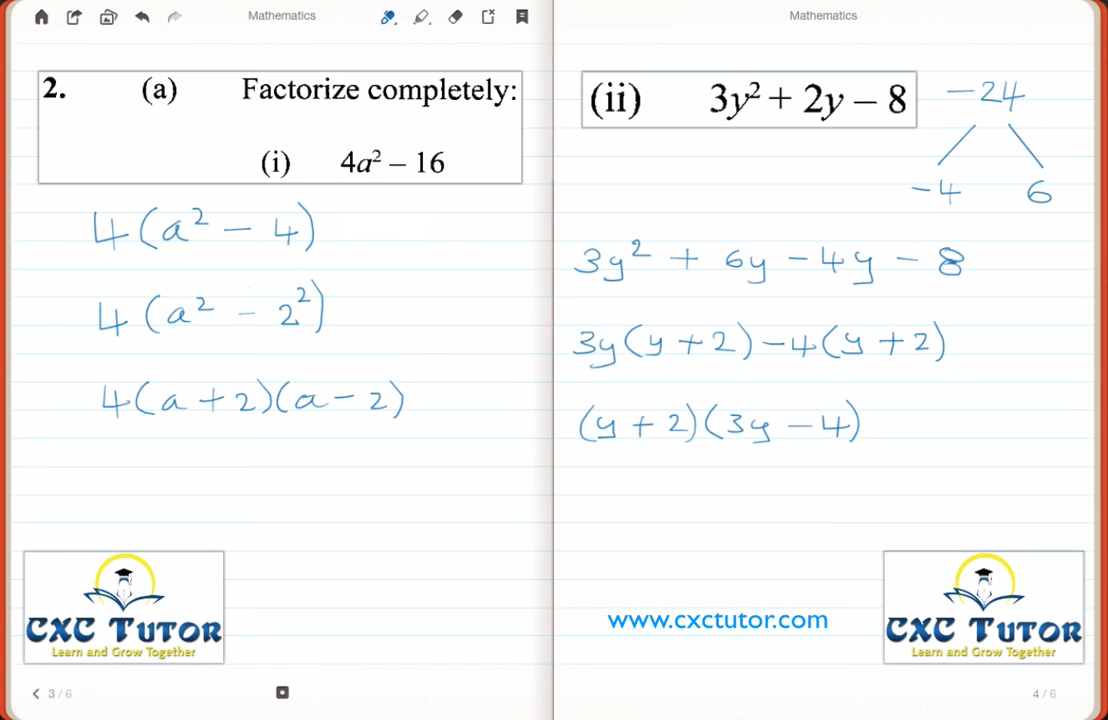 Mathematics
2. (a) Factorize completely:
(i) 4a² – 16
4(a² – 4)
4(a² – 2²)
4(a + 2)(a – 2)
CXC TUTOR
Learn and Grow Together
3 / 6
Mathematics
(ii) 3y² + 2y – 8
–24
–4 6
3y² + 6y – 4y – 8
3y(y + 2) – 4(y + 2)
(y + 2)(3y – 4)
www.cxctutor.com
CXC TUTOR
Learn and Grow Together
4 / 6